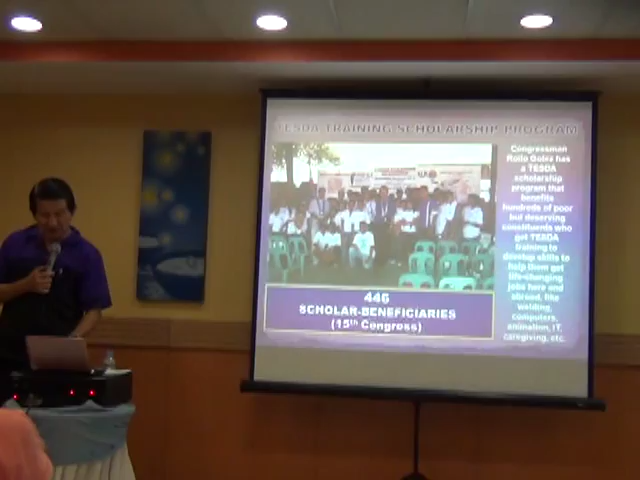 TESDA TRAINING SCHOLARSHIP PROGRAM
Congressman
Roilo Golez has
a TESDA
scholarship
program that
benefits
hundreds of poor
but deserving
constituents who
get TESDA
training to
develop skills to
help them get
life-changing
jobs here and
abroad, like
welding,
computers,
animation, IT,
caregiving, etc.
446
SCHOLAR-BENEFICIARIES
(15th Congress)